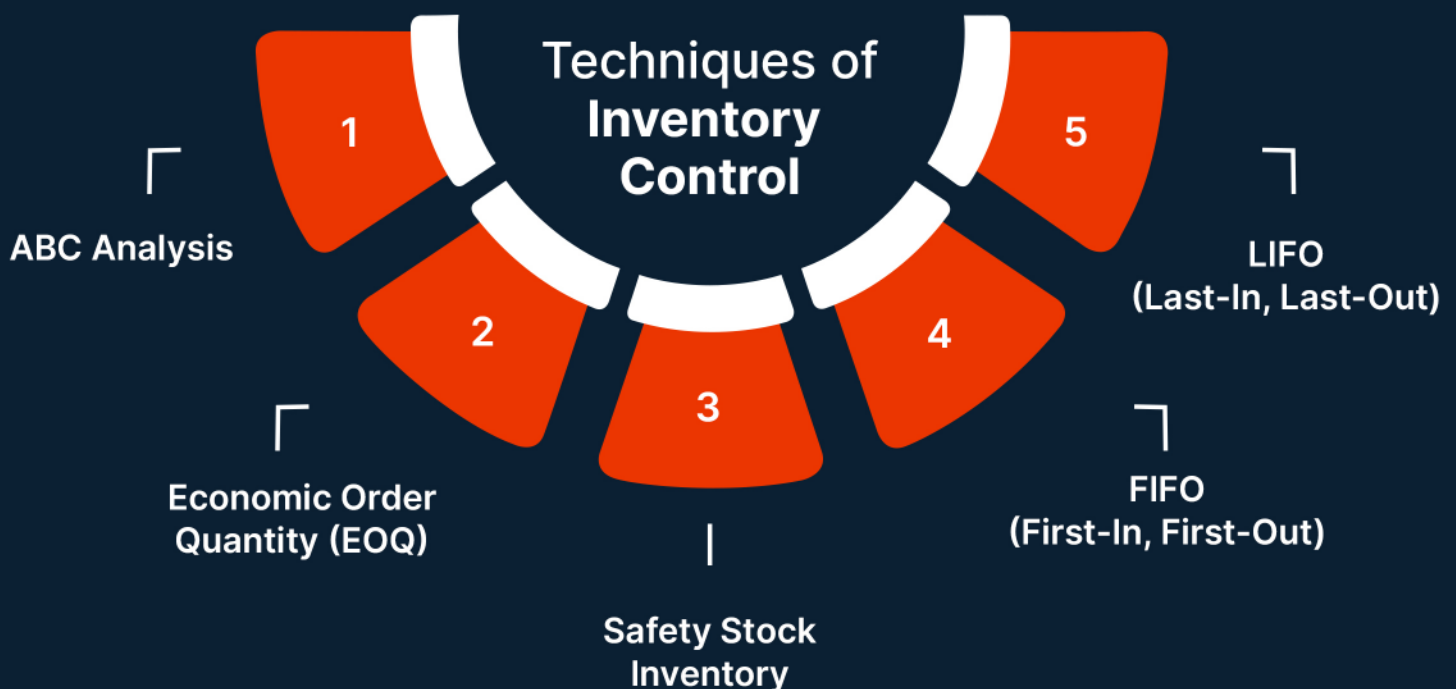 Techniques of
Inventory
Control
1
ABC Analysis
2
Economic Order
Quantity (EOQ)
3
Safety Stock
Inventory
4
FIFO
(First-In, First-Out)
5
LIFO
(Last-In, Last-Out)